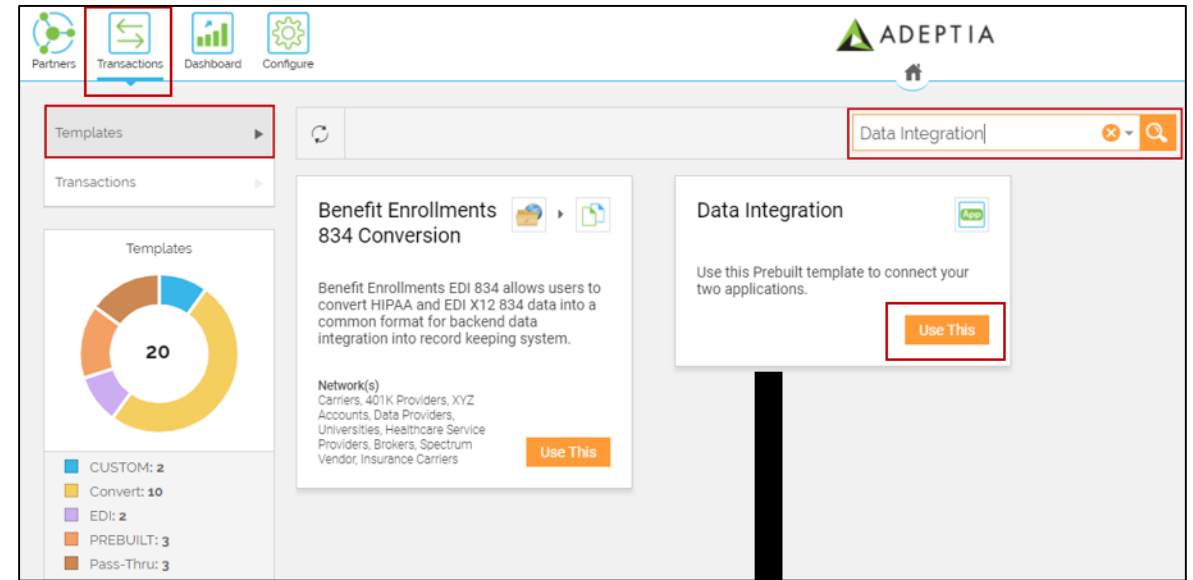 Partners
Transactions
Dashboard
Configure
ADEPTIA
Templates
Transactions
Data Integration
Templates
20
CUSTOM: 2
Convert: 10
EDI: 2
PREBUILT: 3
Pass-Thru: 3
Benefit Enrollments
834 Conversion
Benefit Enrollments EDI 834 allows users to
convert HIPAA and EDI X12 834 data into a
common format for backend data
integration into record keeping system.
Network(s)
Carriers, 401K Providers, XYZ
Accounts, Data Providers,
Universities, Healthcare Service
Providers, Brokers, Spectrum
Vendor, Insurance Carriers
Use This
Data Integration
App
Use this Prebuilt template to connect your
two applications.
Use This